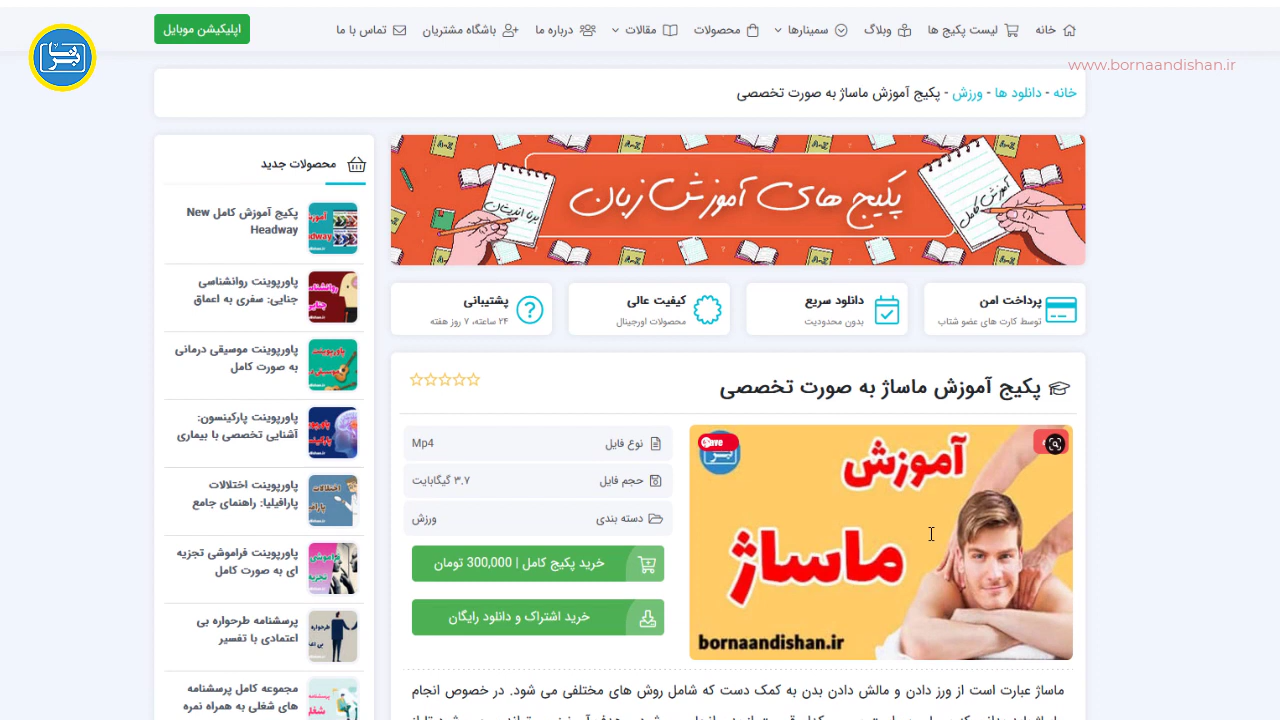 خانه
لیست پکیج ها
وبلاگ
سمینارها
محصولات
مقالات
درباره ما
باشگاه مشتریان
تماس با ما
اپلیکیشن موبایل
برنا
www.bornaandishan.ir
خانه - دانلود ها - ورزش - پکیج آموزش ماساژ به صورت تخصصی
پکیج های آموزش زبان
آموزش کامل
برنا اندیشان
پرداخت امن
توسط کارت های عضو شتاب
دانلود سریع
بدون محدودیت
کیفیت عالی
محصولات اورجینال
پشتیبانی
۲۴ ساعته، ۷ روز هفته
پکیج آموزش ماساژ به صورت تخصصی
Save
آموزش
ماساژ
bornaandishan.ir
نوع فایل
Mp4
حجم فایل
۳.۷ گیگابایت
دسته بندی
ورزش
خرید پکیج کامل | 300,000 تومان
خرید اشتراک و دانلود رایگان
ماساژ عبارت است از ورز دادن و مالش دادن بدن به کمک دست که شامل روش های مختلفی می شود. در خصوص انجام
محصولات جدید
پکیج آموزش کامل New
Headway
پاورپوینت روانشناسی
جنایی: سفری به اعماق
پاورپوینت موسیقی درمانی
به صورت کامل
پاورپوینت پارکینسون:
آشنایی تخصصی با بیماری
پاورپوینت اختلالات
پارافیلیا: راهنمای جامع
پاورپوینت فراموشی تجزیه
ای به صورت کامل
پرسشنامه طرحواره بی
اعتمادی با تفسیر
مجموعه کامل پرسشنامه
های شغلی به همراه نمره